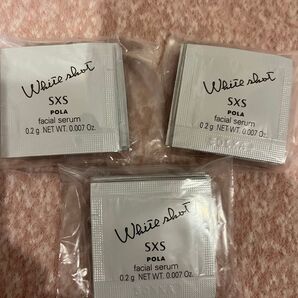 White shot
SXS
POLA
facial serum
0.2 g NET WT. 0.007 Oz.
White shot
SXS
POLA
facial serum
0.2 g NET WT. 0.007 Oz.
White shot
SXS
POLA
facial serum
0.2 g NET WT. 0.007 Oz.